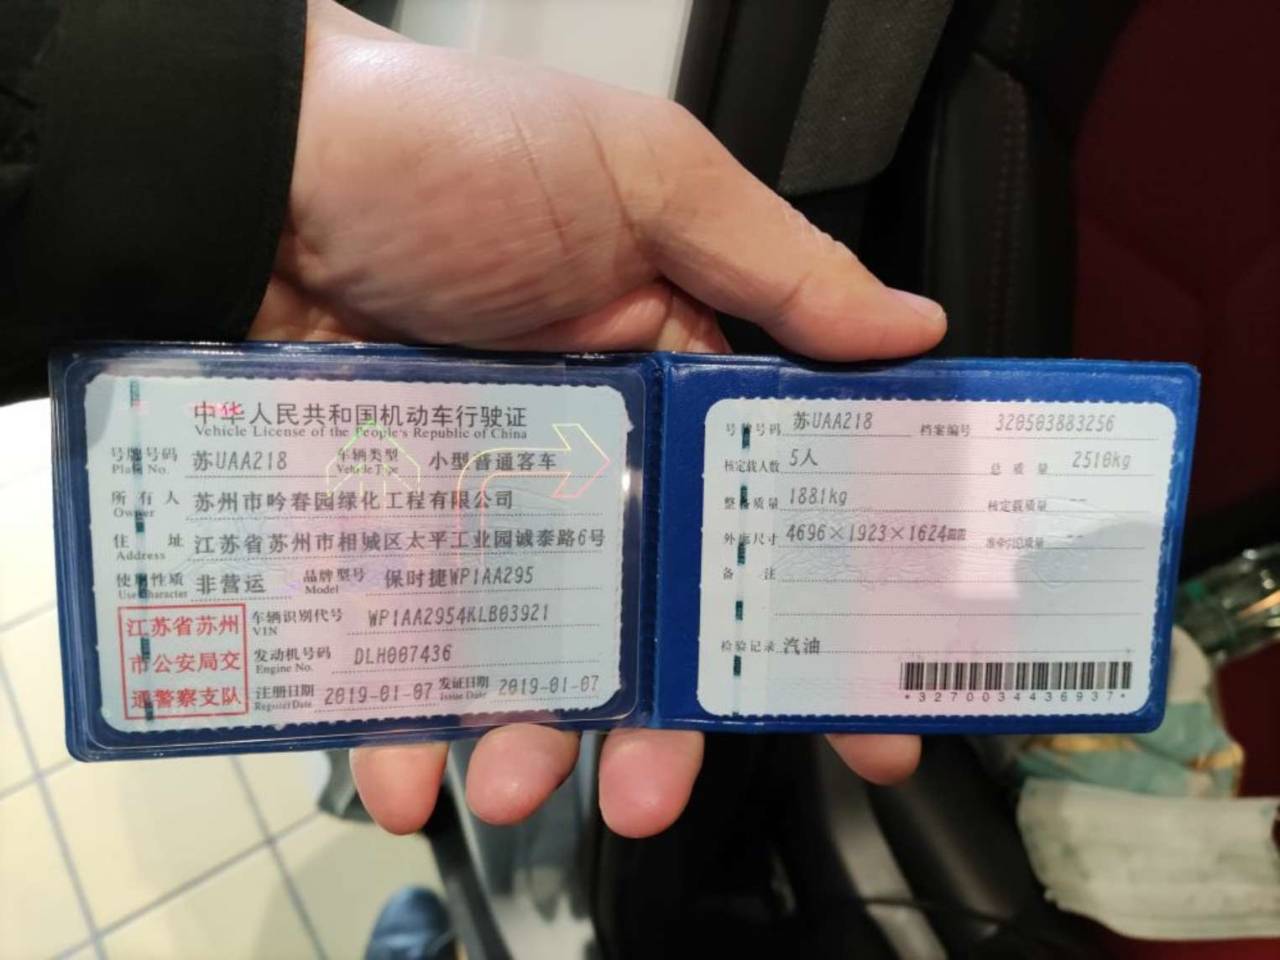 中华人民共和国机动车行驶证
Vehicle License of the People's Republic of China
号牌号码 苏UAA218 车辆类型 小型普通客车
Plate No. Vehicle Type
所有人 苏州市吟春园绿化工程有限公司
Owner
住址 江苏省苏州市相城区太平工业园诚泰路6号
Address
使用性质 非营运 品牌型号 保时捷WP1AA295
Use Character Model
江苏省苏州
市公安局交
通警察支队
车辆识别代号 WP1AA2954KLB03921
VIN
发动机号码 DLH007436
Engine No.
注册日期 2019-01-07 发证日期 2019-01-07
Register Date Issue Date
号牌号码 苏UAA218 档案编号 320503883256
核定载人数 5人 总质量 2510kg
整备质量 1881kg 核定载质量 --
外廓尺寸 4696×1923×1624mm 准牵引总质量 --
备注
检验记录 汽油
*3270034436937*